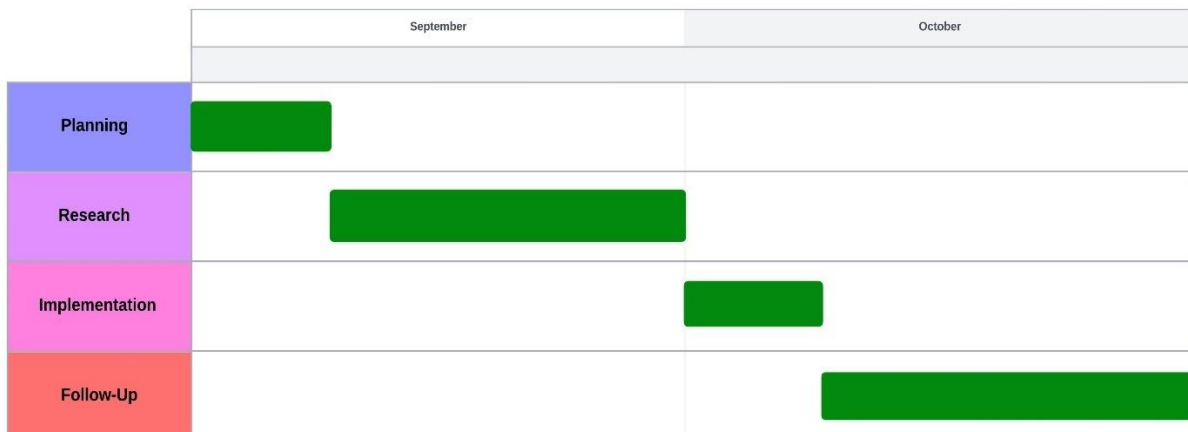 September
October
Planning
Research
Implementation
Follow-Up